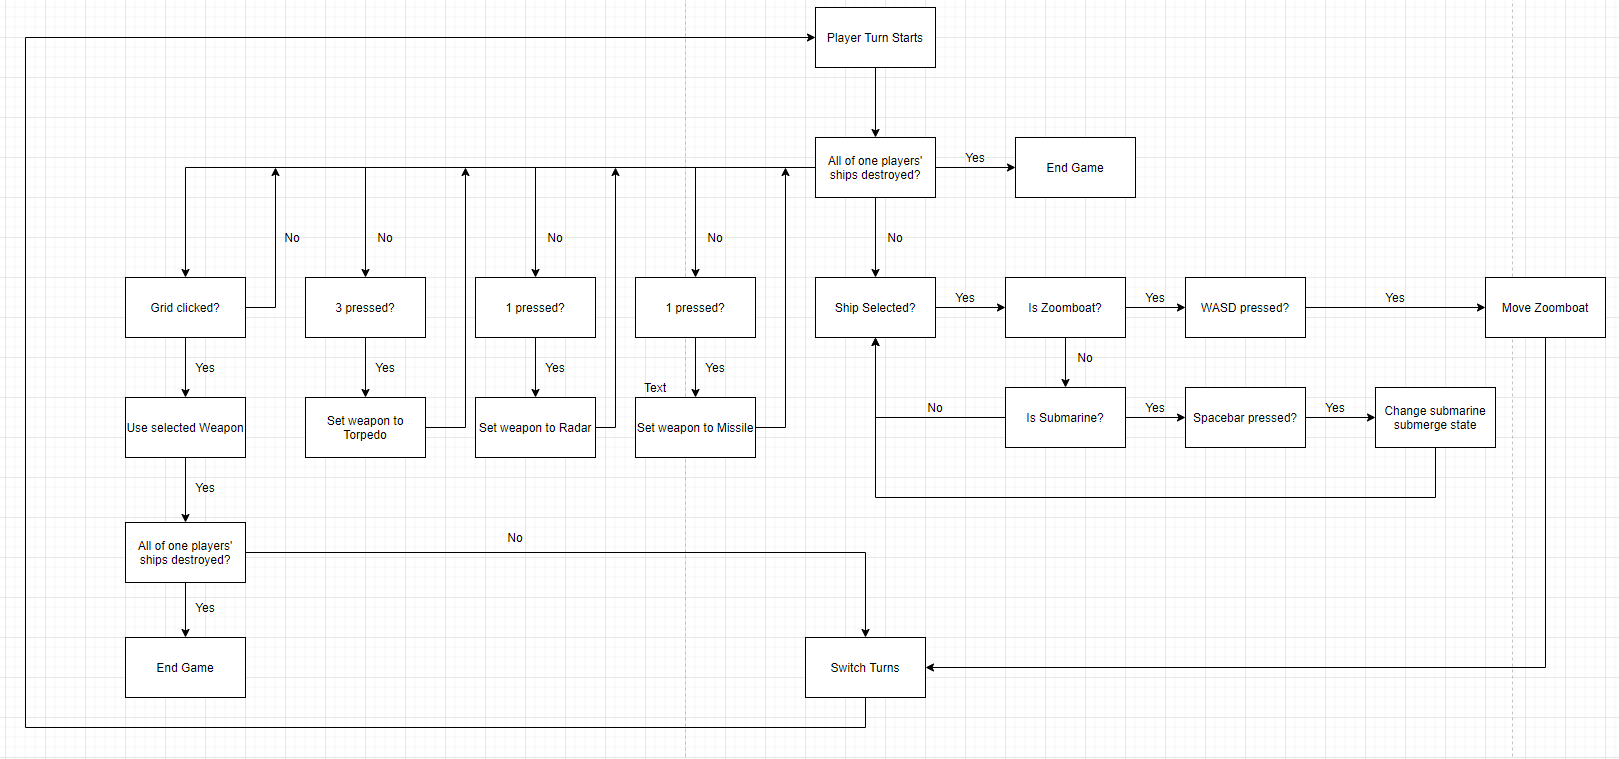 Player Turn Starts
All of one players'
ships destroyed?
Yes
End Game
No
No
No
No
No
Grid clicked?
3 pressed?
1 pressed?
1 pressed?
Ship Selected?
Yes
Is Zoomboat?
Yes
WASD pressed?
Yes
Move Zoomboat
Yes
Yes
Yes
Yes
No
Text
Use selected Weapon
Set weapon to
Torpedo
Set weapon to Radar
Set weapon to Missile
No
Is Submarine?
Yes
Spacebar pressed?
Yes
Change submarine
submerge state
Yes
All of one players'
ships destroyed?
No
Yes
End Game
Switch Turns